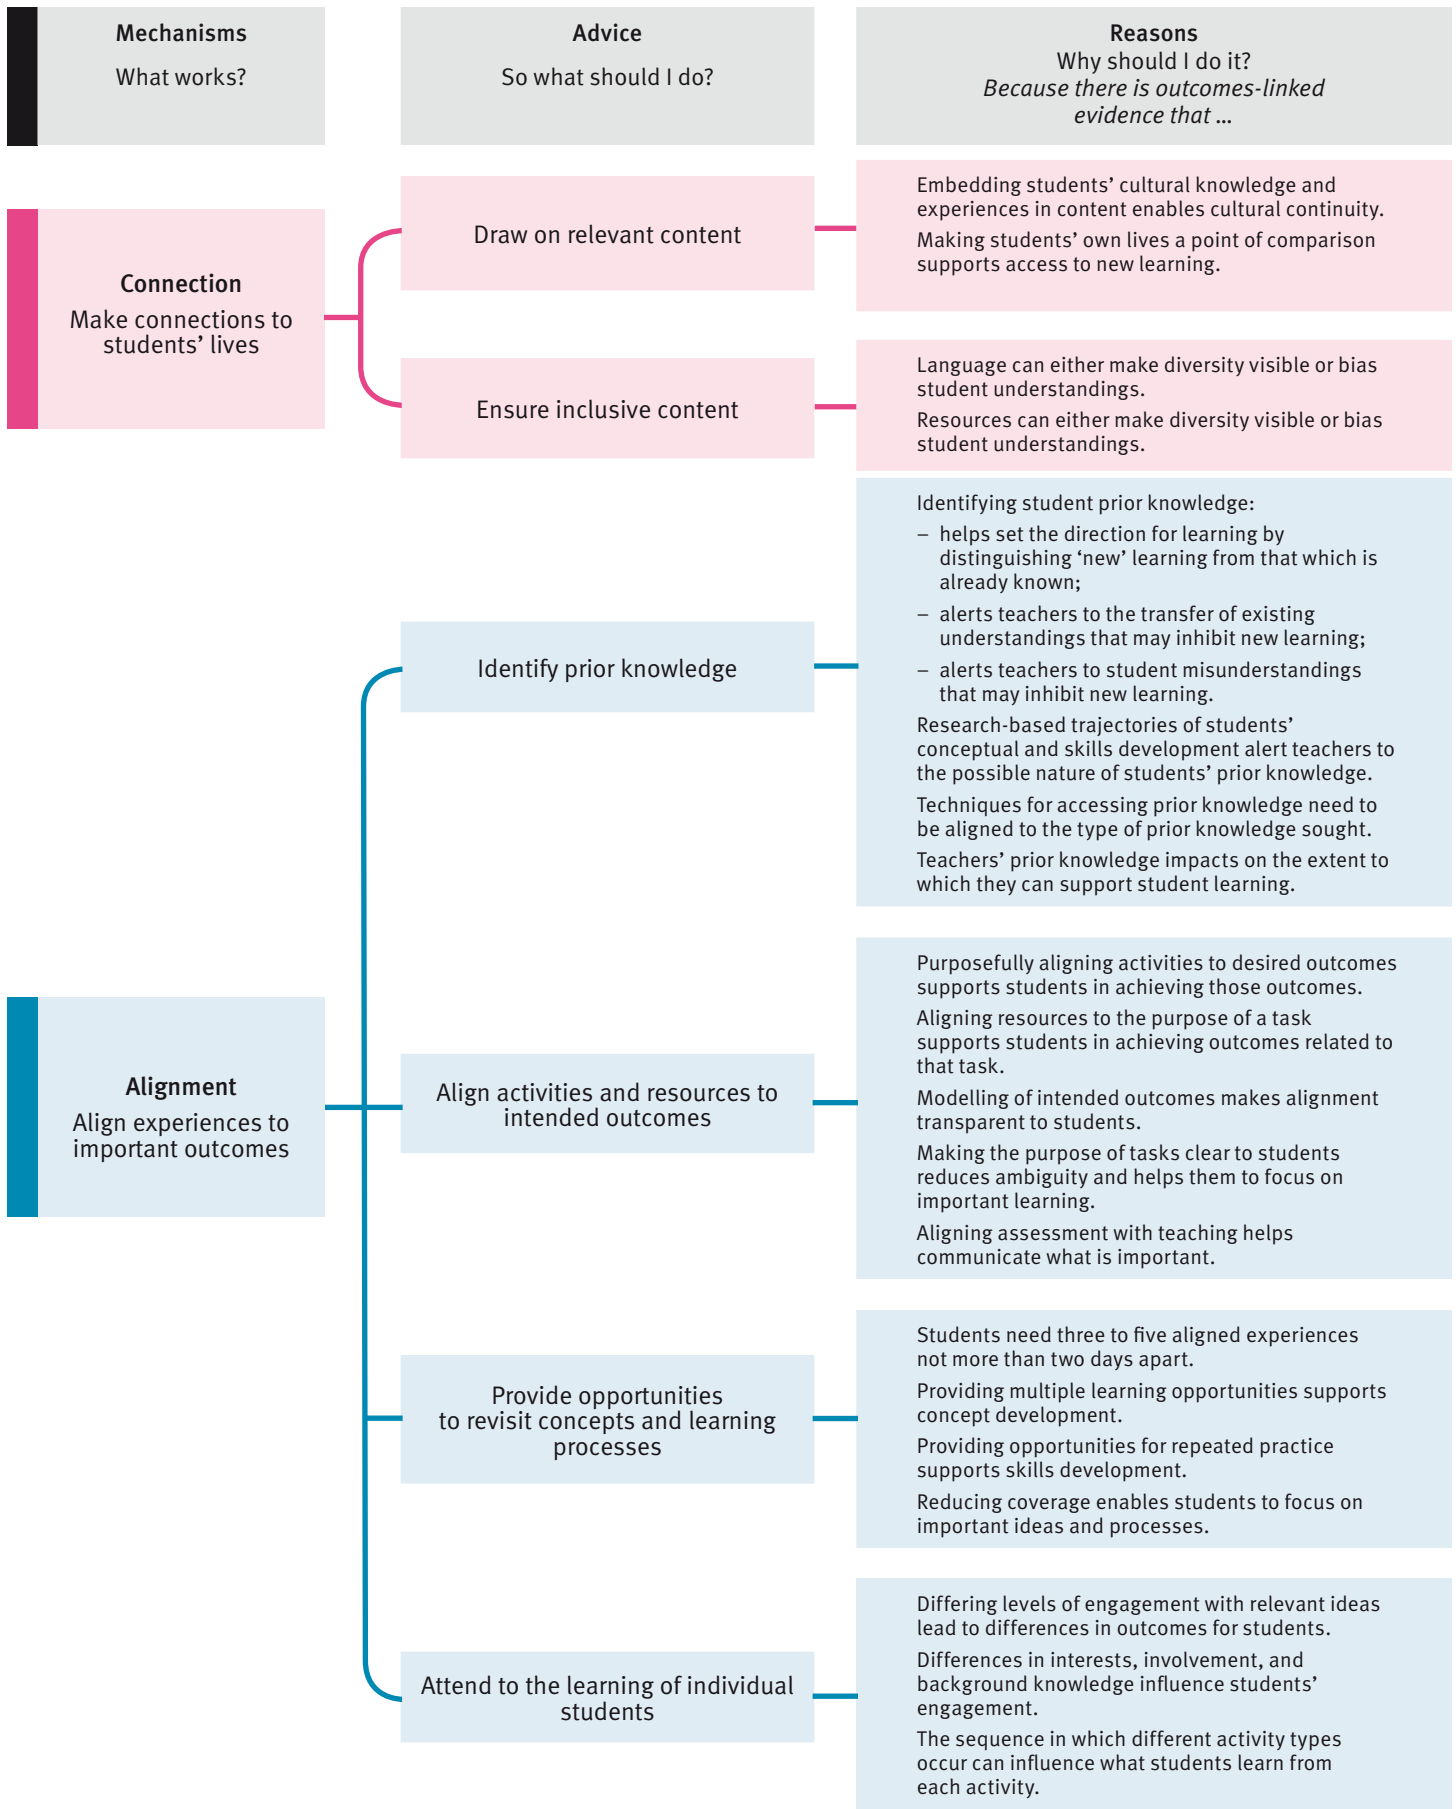 Mechanisms
What works?
Advice
So what should I do?
Reasons
Why should I do it?
Because there is outcomes-linked
evidence that ...
Connection
Make connections to
students’ lives
Draw on relevant content
Embedding students’ cultural knowledge and
experiences in content enables cultural continuity.
Making students’ own lives a point of comparison
supports access to new learning.
Ensure inclusive content
Language can either make diversity visible or bias
student understandings.
Resources can either make diversity visible or bias
student understandings.
Alignment
Align experiences to
important outcomes
Identify prior knowledge
Identifying student prior knowledge:
– helps set the direction for learning by
distinguishing ‘new’ learning from that which is
already known;
– alerts teachers to the transfer of existing
understandings that may inhibit new learning;
– alerts teachers to student misunderstandings
that may inhibit new learning.
Research-based trajectories of students’
conceptual and skills development alert teachers to
the possible nature of students’ prior knowledge.
Techniques for accessing prior knowledge need to
be aligned to the type of prior knowledge sought.
Teachers’ prior knowledge impacts on the extent to
which they can support student learning.
Align activities and resources to
intended outcomes
Purposefully aligning activities to desired outcomes
supports students in achieving those outcomes.
Aligning resources to the purpose of a task
supports students in achieving outcomes related to
that task.
Modelling of intended outcomes makes alignment
transparent to students.
Making the purpose of tasks clear to students
reduces ambiguity and helps them to focus on
important learning.
Aligning assessment with teaching helps
communicate what is important.
Provide opportunities
to revisit concepts and learning
processes
Students need three to five aligned experiences
not more than two days apart.
Providing multiple learning opportunities supports
concept development.
Providing opportunities for repeated practice
supports skills development.
Reducing coverage enables students to focus on
important ideas and processes.
Attend to the learning of individual
students
Differing levels of engagement with relevant ideas
lead to differences in outcomes for students.
Differences in interests, involvement, and
background knowledge influence students’
engagement.
The sequence in which different activity types
occur can influence what students learn from
each activity.